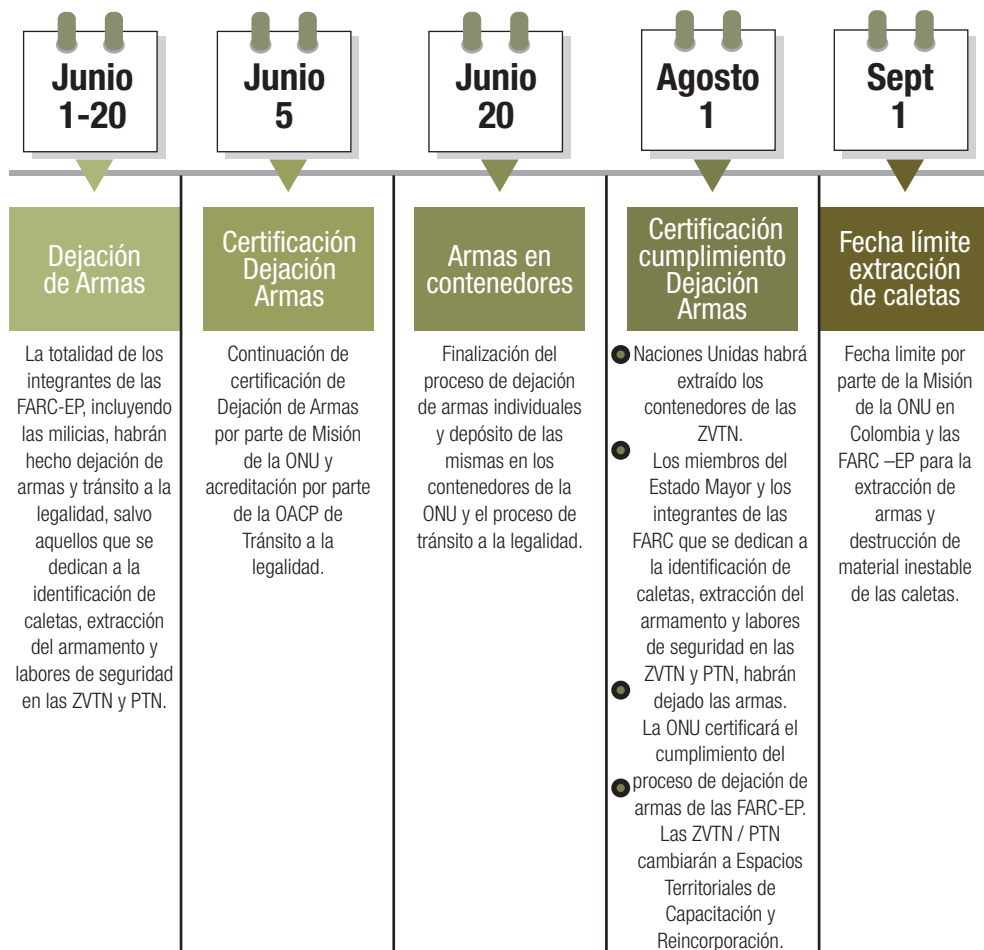 Junio
1-20
Junio
5
Junio
20
Agosto
1
Sept
1
Dejación
de Armas
Certificación
Dejación
Armas
Armas en
contenedores
Certificación
cumplimiento
Dejación
Armas
Fecha límite
extracción
de caletas
La totalidad de los
integrantes de las
FARC-EP, incluyendo
las milicias, habrán
hecho dejación de
armas y tránsito a la
legalidad, salvo
aquellos que se
dedican a la
identificación de
caletas, extracción
del armamento y
labores de seguridad
en las ZVTN y PTN.
Continuación de
certificación de
Dejación de Armas
por parte de Misión
de la ONU y
acreditación por parte
de la OACP de
Tránsito a la
legalidad.
Finalización del
proceso de dejación
de armas individuales
y depósito de las
mismas en los
contenedores de la
ONU y el proceso de
tránsito a la legalidad.
Naciones Unidas habrá
extraído los
contenedores de las
ZVTN.
Los miembros del
Estado Mayor y los
integrantes de las
FARC que se dedican a
la identificación de
caletas, extracción del
armamento y labores
de seguridad en las
ZVTN y PTN, habrán
dejado las armas.
La ONU certificará el
cumplimiento del
proceso de dejación de
armas de las FARC-EP.
Las ZVTN / PTN
cambiarán a Espacios
Territoriales de
Capacitación y
Reincorporación.
Fecha limite por
parte de la Misión
de la ONU en
Colombia y las
FARC –EP para la
extracción de
armas y
destrucción de
material inestable
de las caletas.